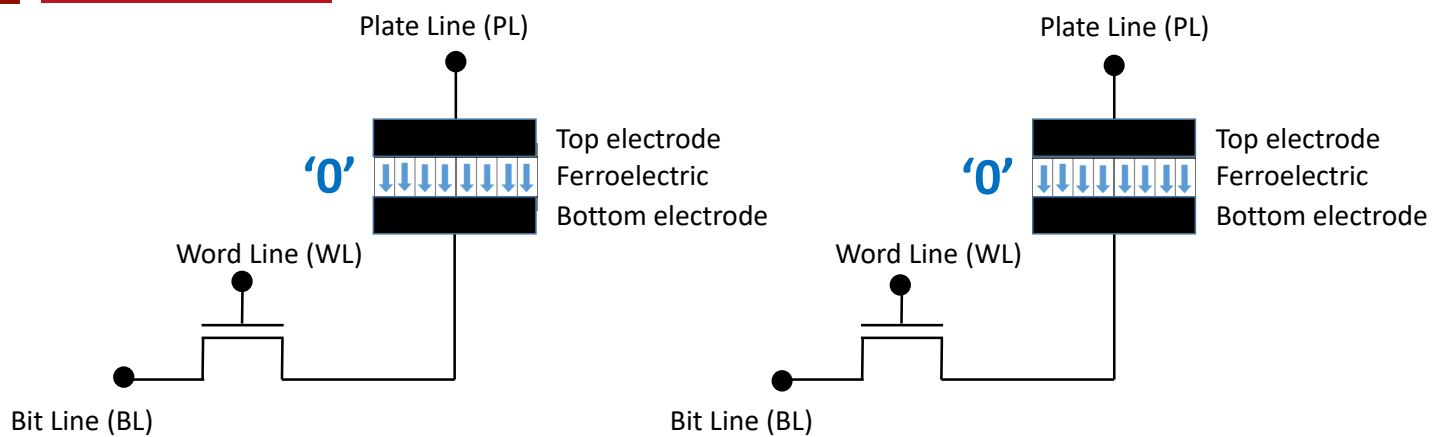 Plate Line (PL)
Plate Line (PL)
Top electrode
Top electrode
‘0’
Ferroelectric
‘0’
Ferroelectric
Bottom electrode
Bottom electrode
Word Line (WL)
Word Line (WL)
Bit Line (BL)
Bit Line (BL)